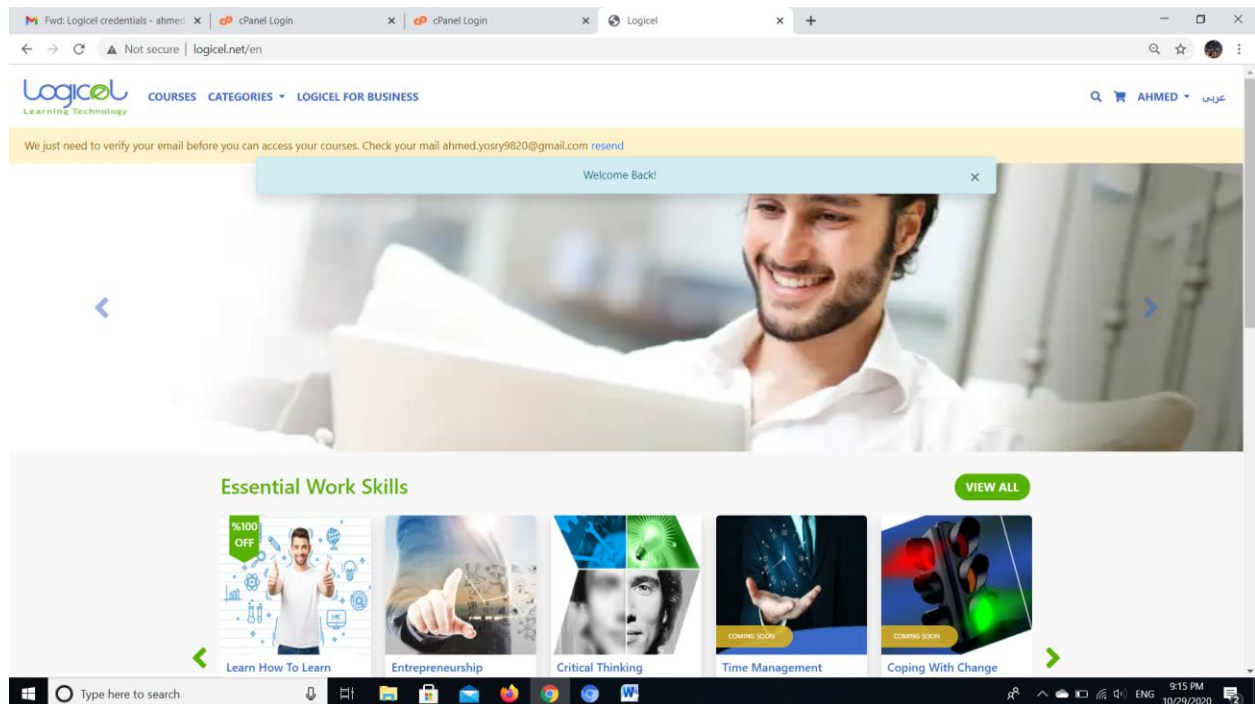 Fwd: Logicel credentials - ahmed
cPanel Login
cPanel Login
Logicel
Not secure | logicel.net/en
Logicel
Learning Technology
COURSES CATEGORIES LOGICEL FOR BUSINESS
AHMED عربى
We just need to verify your email before you can access your courses. Check your mail ahmed.yosry9820@gmail.com resend
Welcome Back!
Essential Work Skills
VIEW ALL
%100
OFF
COMING SOON
COMING SOON
Learn How To Learn
Entrepreneurship
Critical Thinking
Time Management
Coping With Change
Type here to search
ENG
9:15 PM
10/29/2020
2